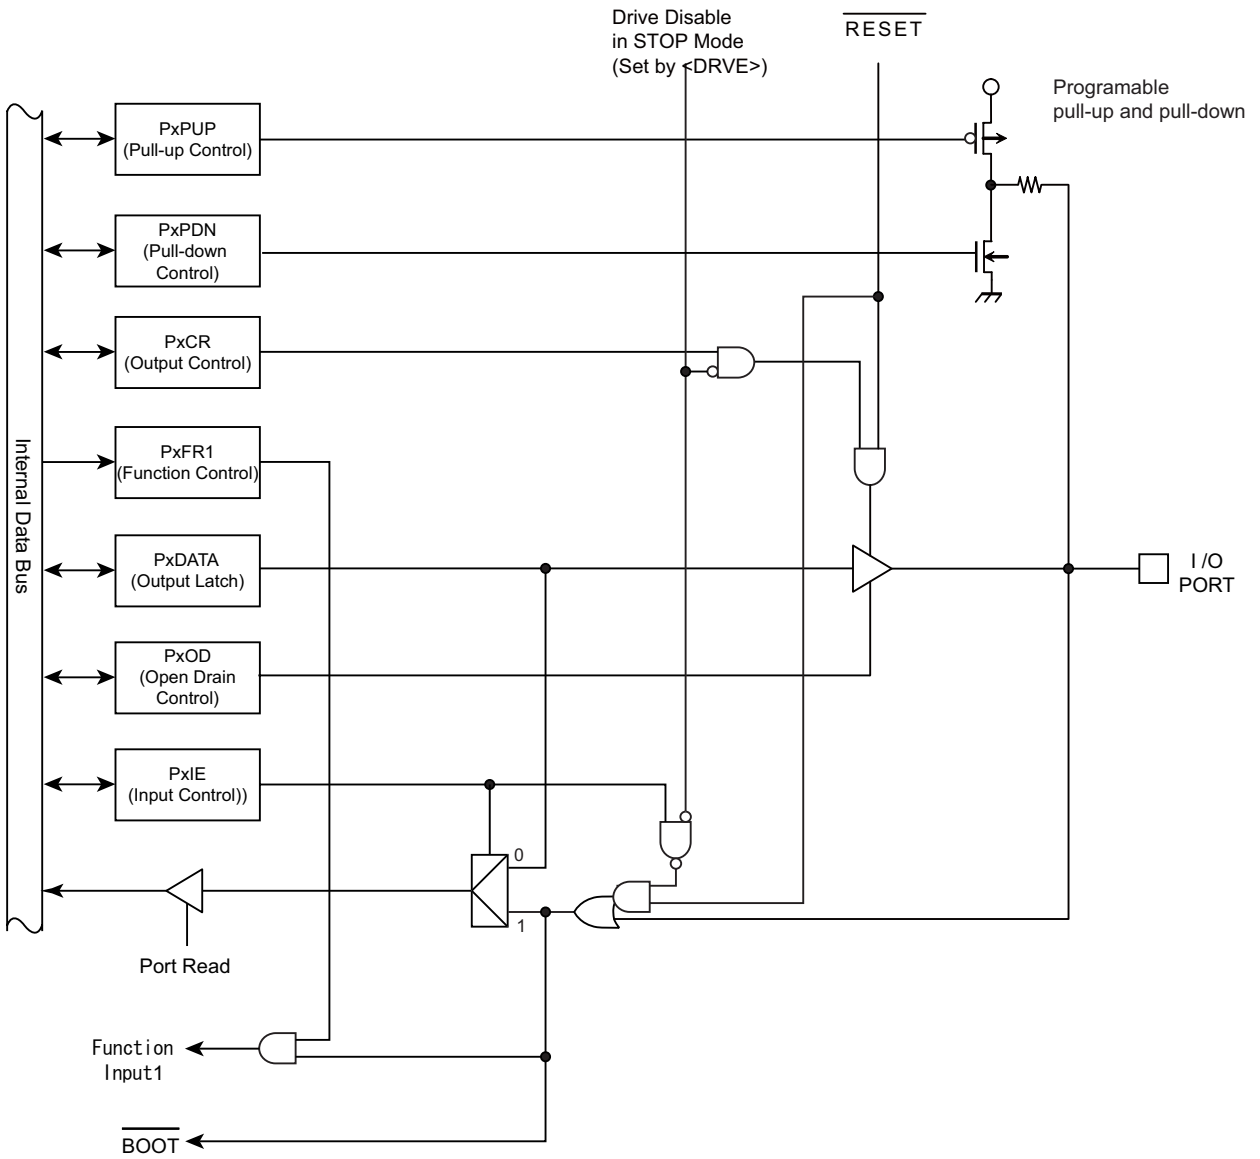 Drive Disable
in STOP Mode
(Set by <DRVE>)
RESET
Programable
pull-up and pull-down
PxPUP
(Pull-up Control)
PxPDN
(Pull-down
Control)
PxCR
(Output Control)
PxFR1
(Function Control)
Internal Data Bus
PxDATA
(Output Latch)
I /O
PORT
PxOD
(Open Drain
Control)
PxIE
(Input Control))
0
1
Port Read
Function
Input1
BOOT